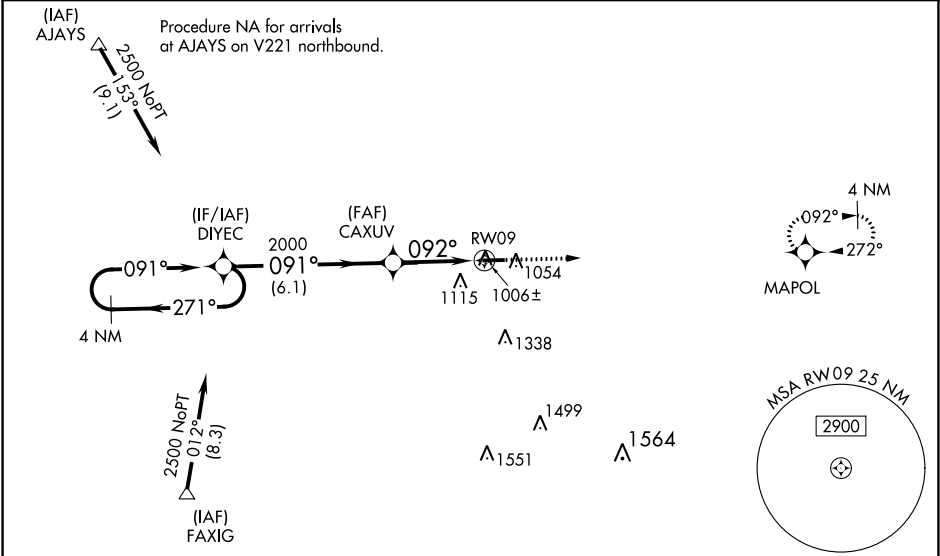 (IAF)
AJAYS
Procedure NA for arrivals
at AJAYS on V221 northbound.
2500 NoPT
153°
(9.1)
4 NM
092°
272°
MAPOL
(IF/IAF)
DIYEC
(FAF)
CAXUV
RW09
2000
091°
091°
(6.1)
092°
1054
1115
1006±
271°
4 NM
1338
2500 NoPT
012°
(8.3)
(IAF)
FAXIG
1499
1551
1564
MSA RW09 25 NM
2900